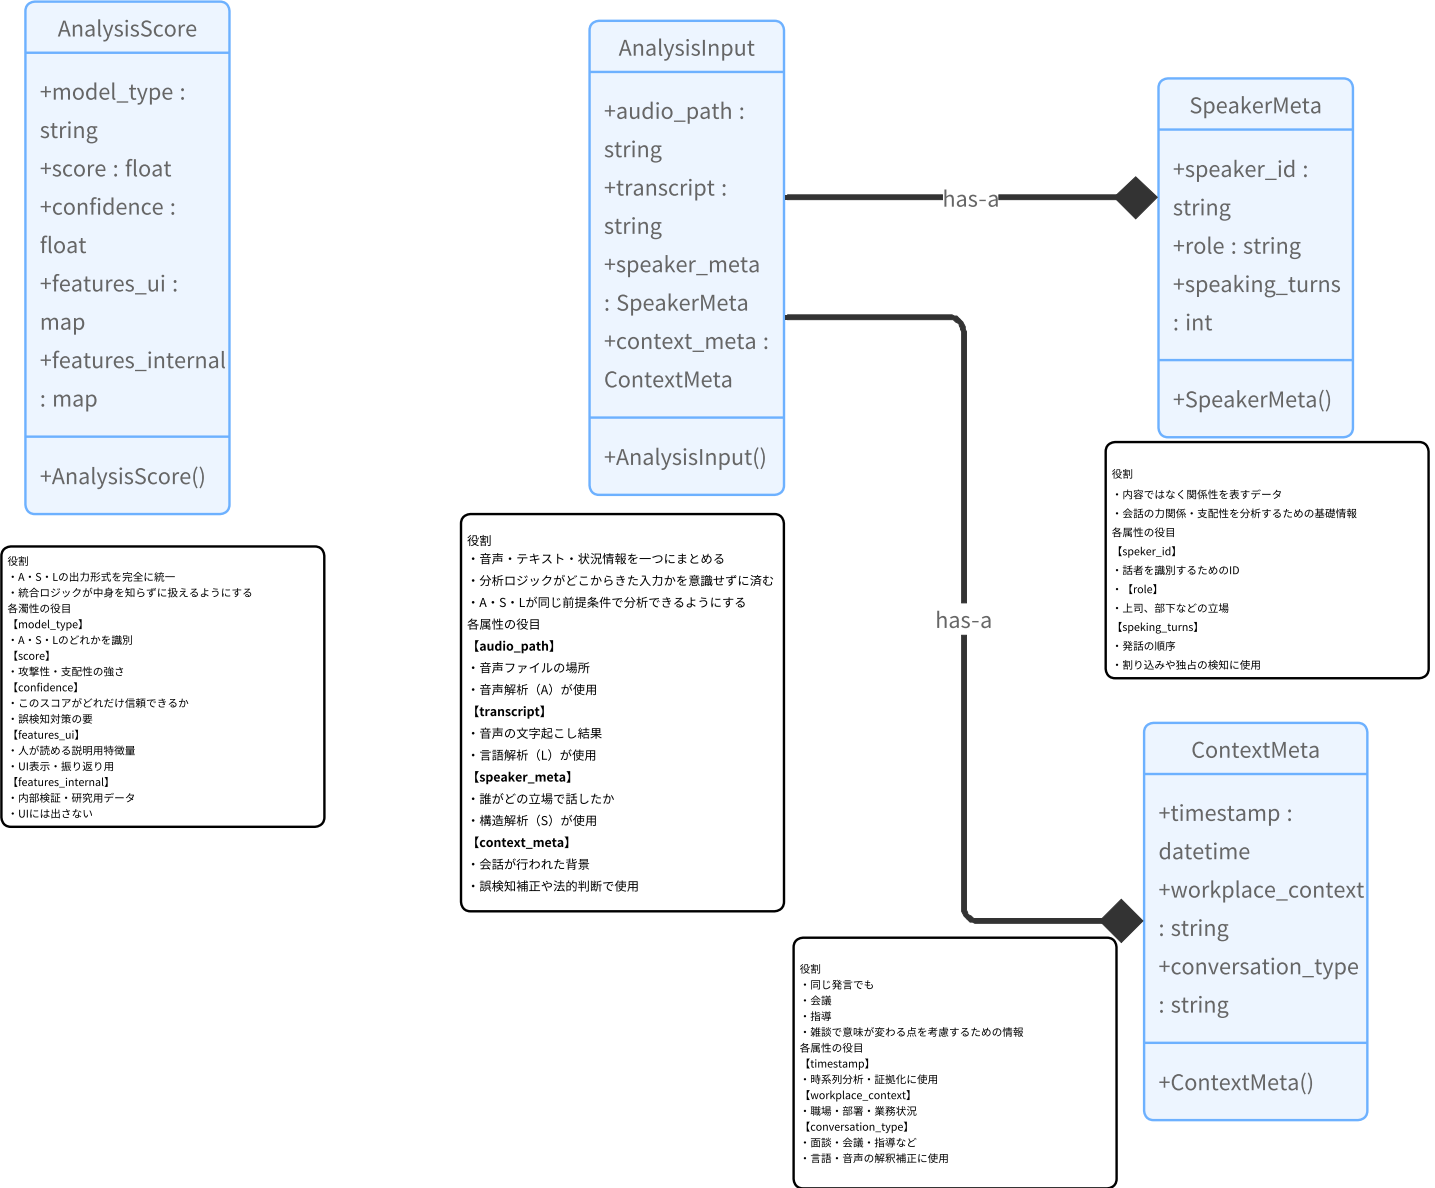 AnalysisScore
+model_type :
string
+score : float
+confidence :
float
+features_ui :
map
+features_internal
: map
+AnalysisScore()
役割
・A・S・Lの出力形式を完全に統一
・統合ロジックが中身を知らずに扱えるようにする
各濁性の役目
【model_type】
・A・S・Lのどれかを識別
【score】
・攻撃性・支配性の強さ
【confidence】
・このスコアがどれだけ信頼できるか
・誤検知対策の要
【features_ui】
・人が読める説明用特徴量
・UI表示・振り返り用
【features_internal】
・内部検証・研究用データ
・UIには出さない
AnalysisInput
+audio_path :
string
+transcript :
string
+speaker_meta
: SpeakerMeta
+context_meta :
ContextMeta
+AnalysisInput()
役割
・音声・テキスト・状況情報を一つにまとめる
・分析ロジックがどこからきた入力かを意識せずに済む
・A・S・Lが同じ前提条件で分析できるようにする
各属性の役目
【audio_path】
・音声ファイルの場所
・音声解析（A）が使用
【transcript】
・音声の文字起こし結果
・言語解析（L）が使用
【speaker_meta】
・誰がどの立場で話したか
・構造解析（S）が使用
【context_meta】
・会話が行われた背景
・誤検知補正や法的判断で使用
has-a
has-a
SpeakerMeta
+speaker_id :
string
+role : string
+speaking_turns
: int
+SpeakerMeta()
役割
・内容ではなく関係性を表すデータ
・会話の力関係・支配性を分析するための基礎情報
各属性の役目
【speker_id】
・話者を識別するためのID
・【role】
・上司、部下などの立場
【speking_turns】
・発話の順序
・割り込みや独占の検知に使用
ContextMeta
+timestamp :
datetime
+workplace_context
: string
+conversation_type
: string
+ContextMeta()
役割
・同じ発言でも
・会議
・指導
・雑談で意味が変わる点を考慮するための情報
各属性の役目
【timestamp】
・時系列分析・証拠化に使用
【workplace_context】
・職場・部署・業務状況
【conversation_type】
・面談・会議・指導など
・言語・音声の解釈補正に使用